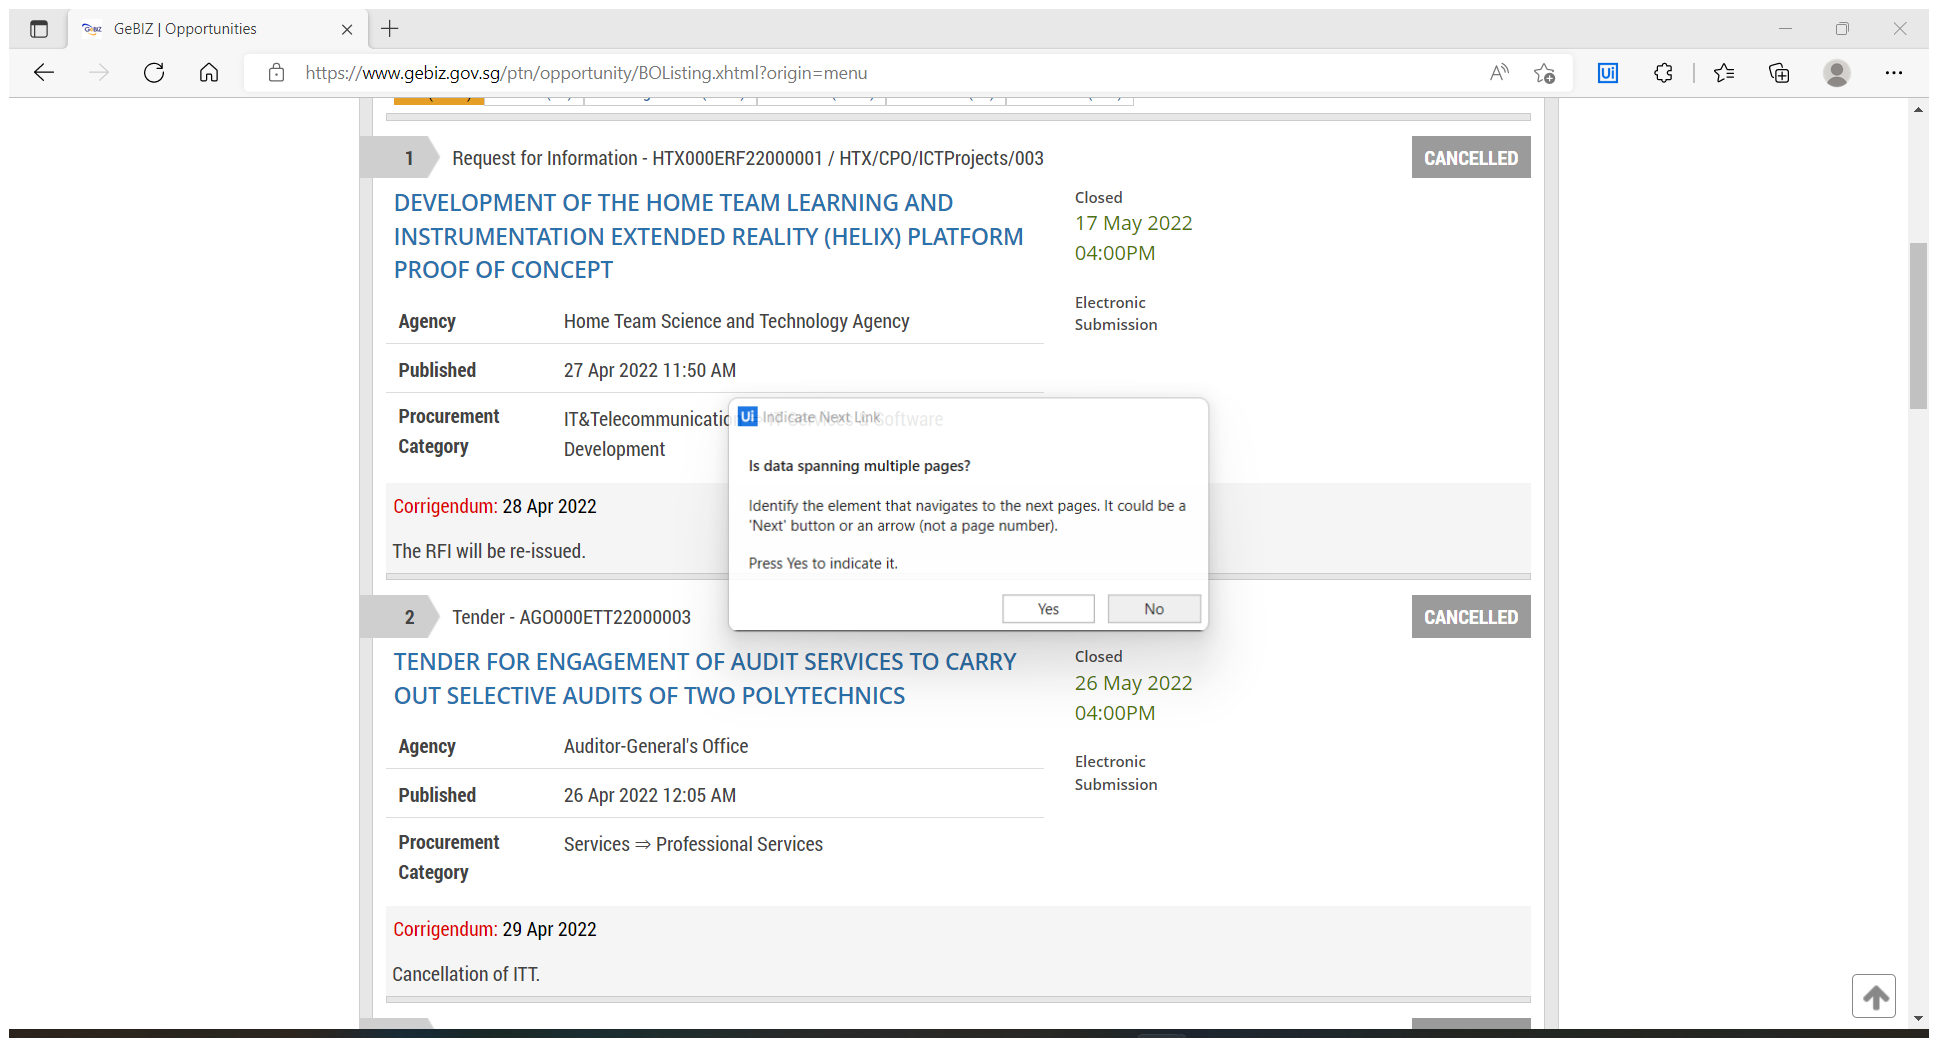 GeBIZ | Opportunities
https://www.gebiz.gov.sg/ptn/opportunity/BOListing.xhtml?origin=menu
1
Request for Information - HTX000ERF22000001 / HTX/CPO/ICTProjects/003
CANCELLED
DEVELOPMENT OF THE HOME TEAM LEARNING AND
INSTRUMENTATION EXTENDED REALITY (HELIX) PLATFORM
PROOF OF CONCEPT
Closed
17 May 2022
04:00PM
Electronic
Submission
Agency
Home Team Science and Technology Agency
Published
27 Apr 2022 11:50 AM
Procurement
Category
IT&Telecommunication
Services & Software
Development
Corrigendum: 28 Apr 2022
The RFI will be re-issued.
Ui Indicate Next Link
Is data spanning multiple pages?
Identify the element that navigates to the next pages. It could be a
'Next' button or an arrow (not a page number).
Press Yes to indicate it.
Yes
No
2
Tender - AGO000ETT22000003
CANCELLED
TENDER FOR ENGAGEMENT OF AUDIT SERVICES TO CARRY
OUT SELECTIVE AUDITS OF TWO POLYTECHNICS
Closed
26 May 2022
04:00PM
Electronic
Submission
Agency
Auditor-General's Office
Published
26 Apr 2022 12:05 AM
Procurement
Category
Services ⇒ Professional Services
Corrigendum: 29 Apr 2022
Cancellation of ITT.